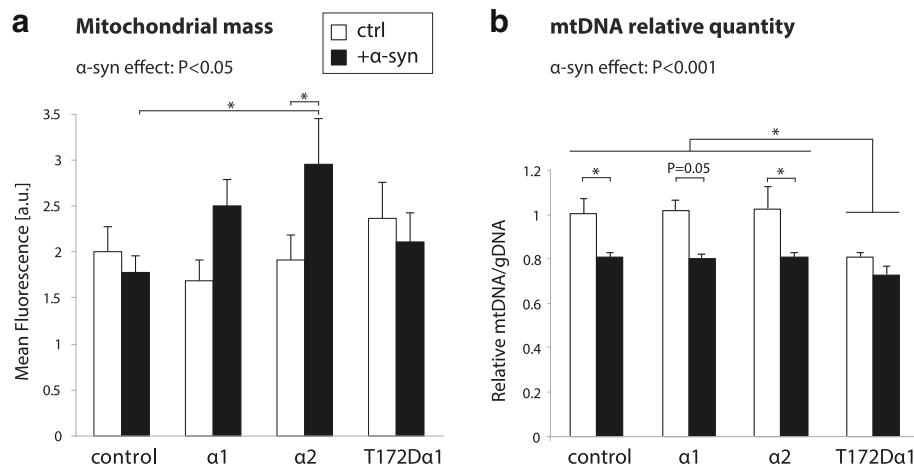 a Mitochondrial mass
α-syn effect: P<0.05
ctrl
+α-syn
*
*
Mean Fluorescence [a.u.]
3.5
3
2.5
2
1.5
1
0.5
0
control α1 α2 T172Dα1
b mtDNA relative quantity
α-syn effect: P<0.001
*
* P=0.05 *
Relative mtDNA/gDNA
1.2
1
0.8
0.6
0.4
0.2
0
control α1 α2 T172Dα1